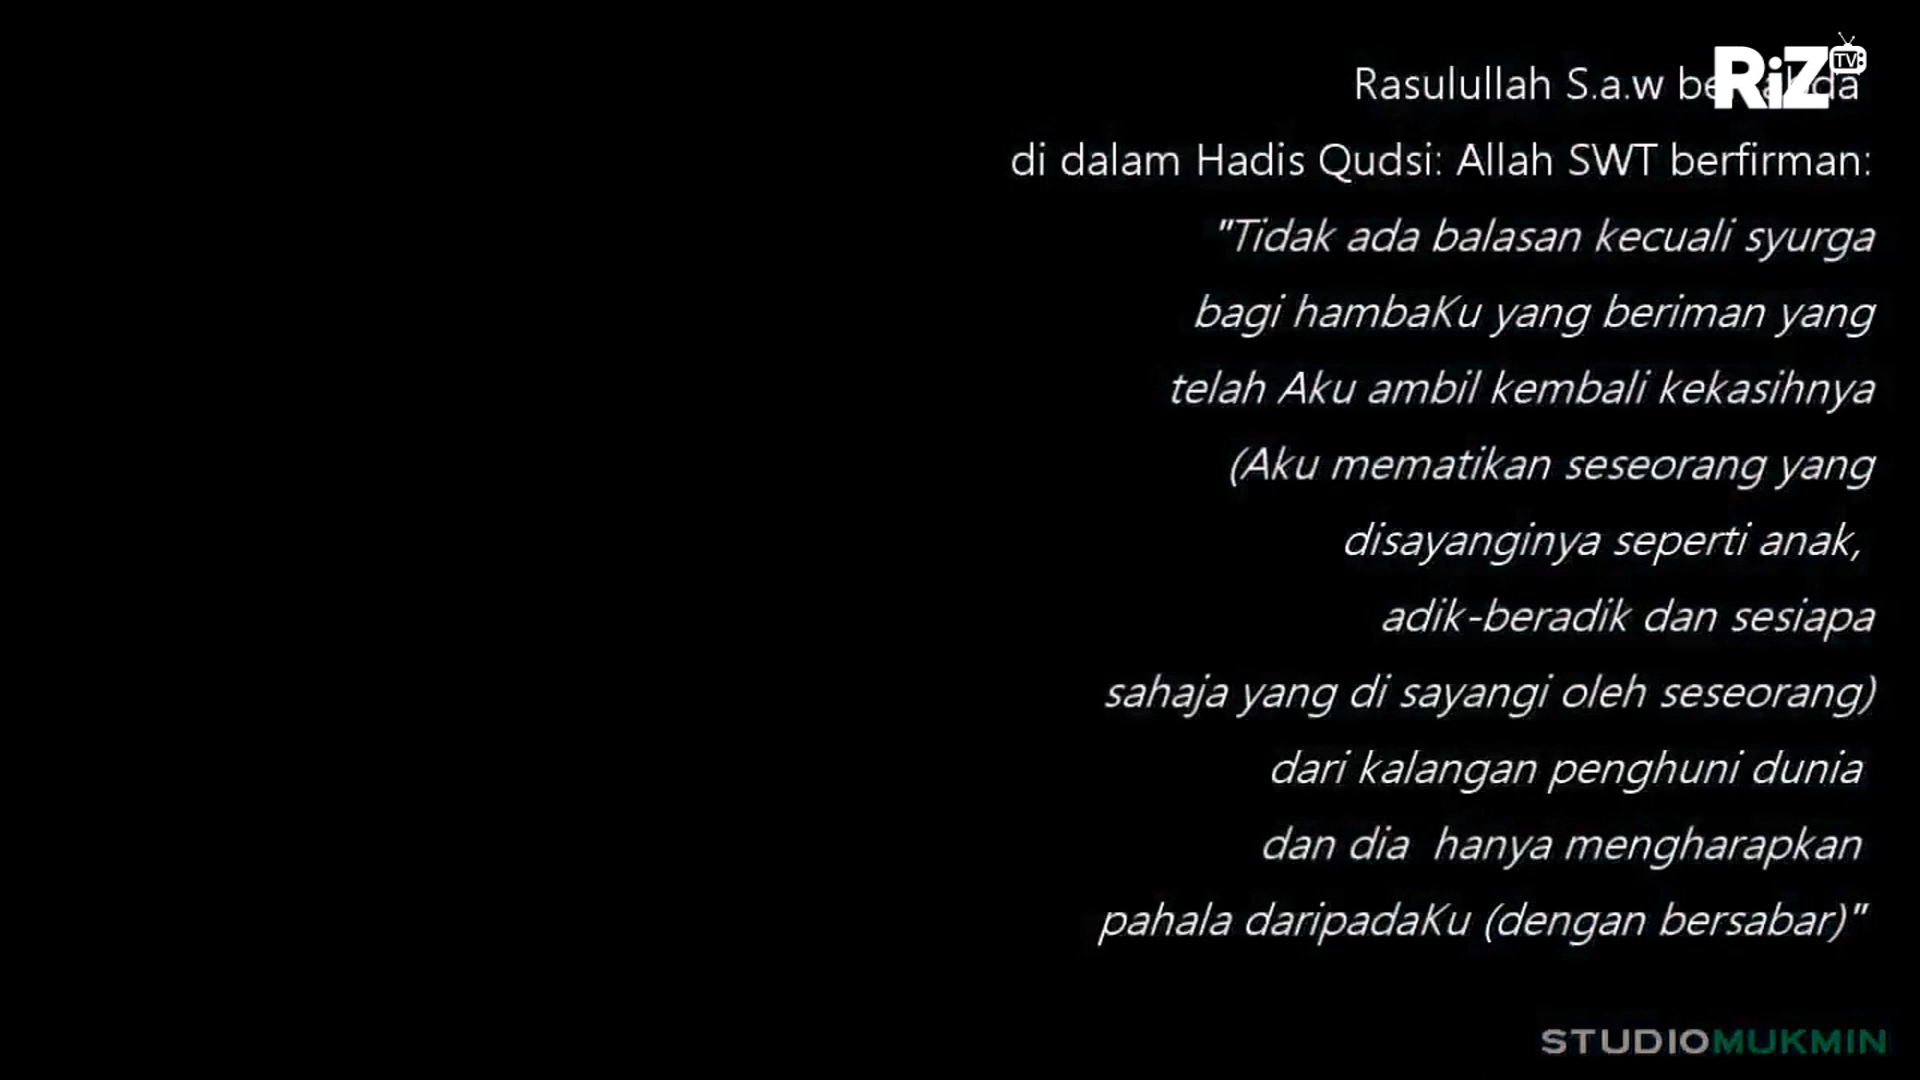 RiZ TV
Rasulullah S.a.w
di dalam Hadis Qudsi: Allah SWT berfirman:
"Tidak ada balasan kecuali syurga
bagi hambaKu yang beriman yang
telah Aku ambil kembali kekasihnya
(Aku mematikan seseorang yang
disayanginya seperti anak,
adik-beradik dan sesiapa
sahaja yang di sayangi oleh seseorang)
dari kalangan penghuni dunia
dan dia hanya mengharapkan
pahala daripadaKu (dengan bersabar)"
STUDIOMUKMIN